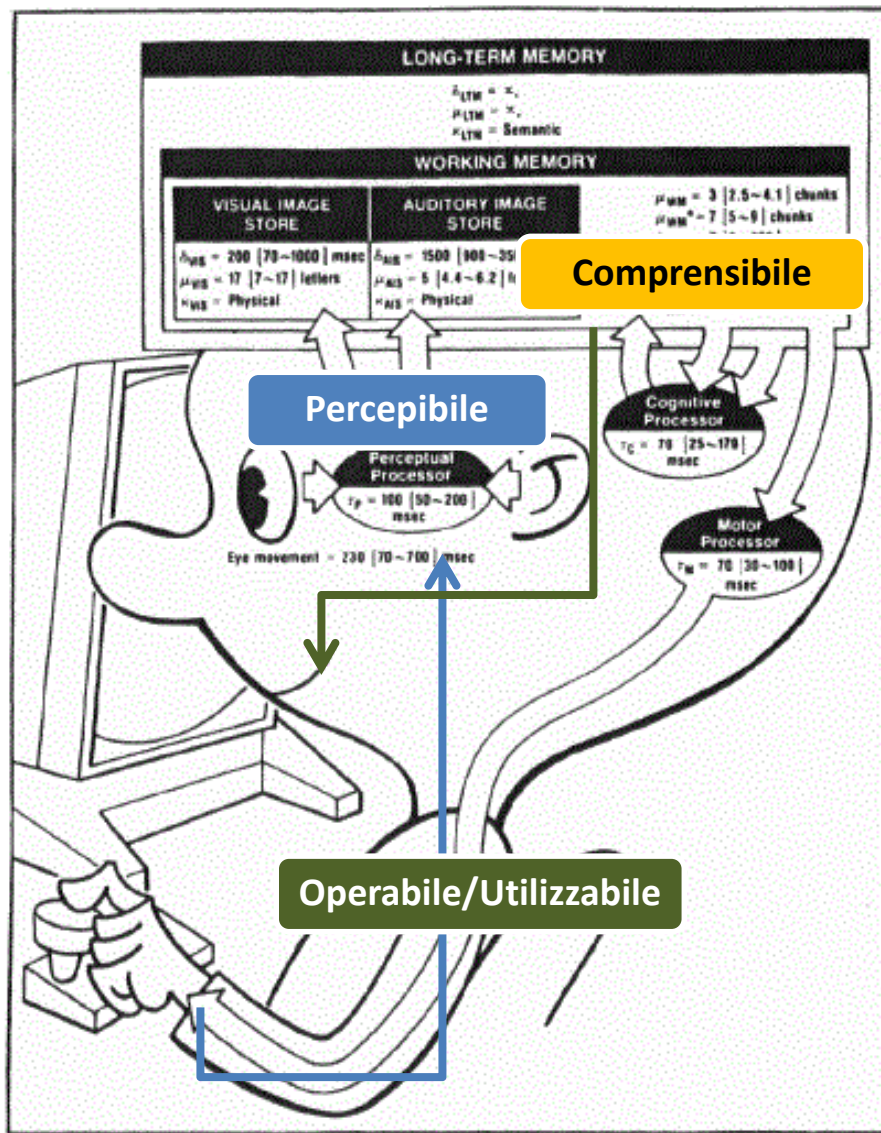 LONG-TERM MEMORY
δLTM = ∞,
μLTM = ∞,
κLTM = Semantic
WORKING MEMORY
VISUAL IMAGE
STORE
δVIS = 200 [70~1000] msec
μVIS = 17 [7~17] letters
κVIS = Physical
AUDITORY IMAGE
STORE
δAIS = 1500 [900~35
μAIS = 5 [4.4~6.2] l
κAIS = Physical
μWM = 3 [2.5~4.1] chunks
μWM* = 7 [5~9] chunks
Comprensibile
Percepibile
Cognitive
Processor
τC = 70 [25~170]
msec
Perceptual
Processor
τP = 100 [50~200]
msec
Eye movement = 230 [70~700] msec
Motor
Processor
τM = 70 [30~100]
msec
Operabile/Utilizzabile